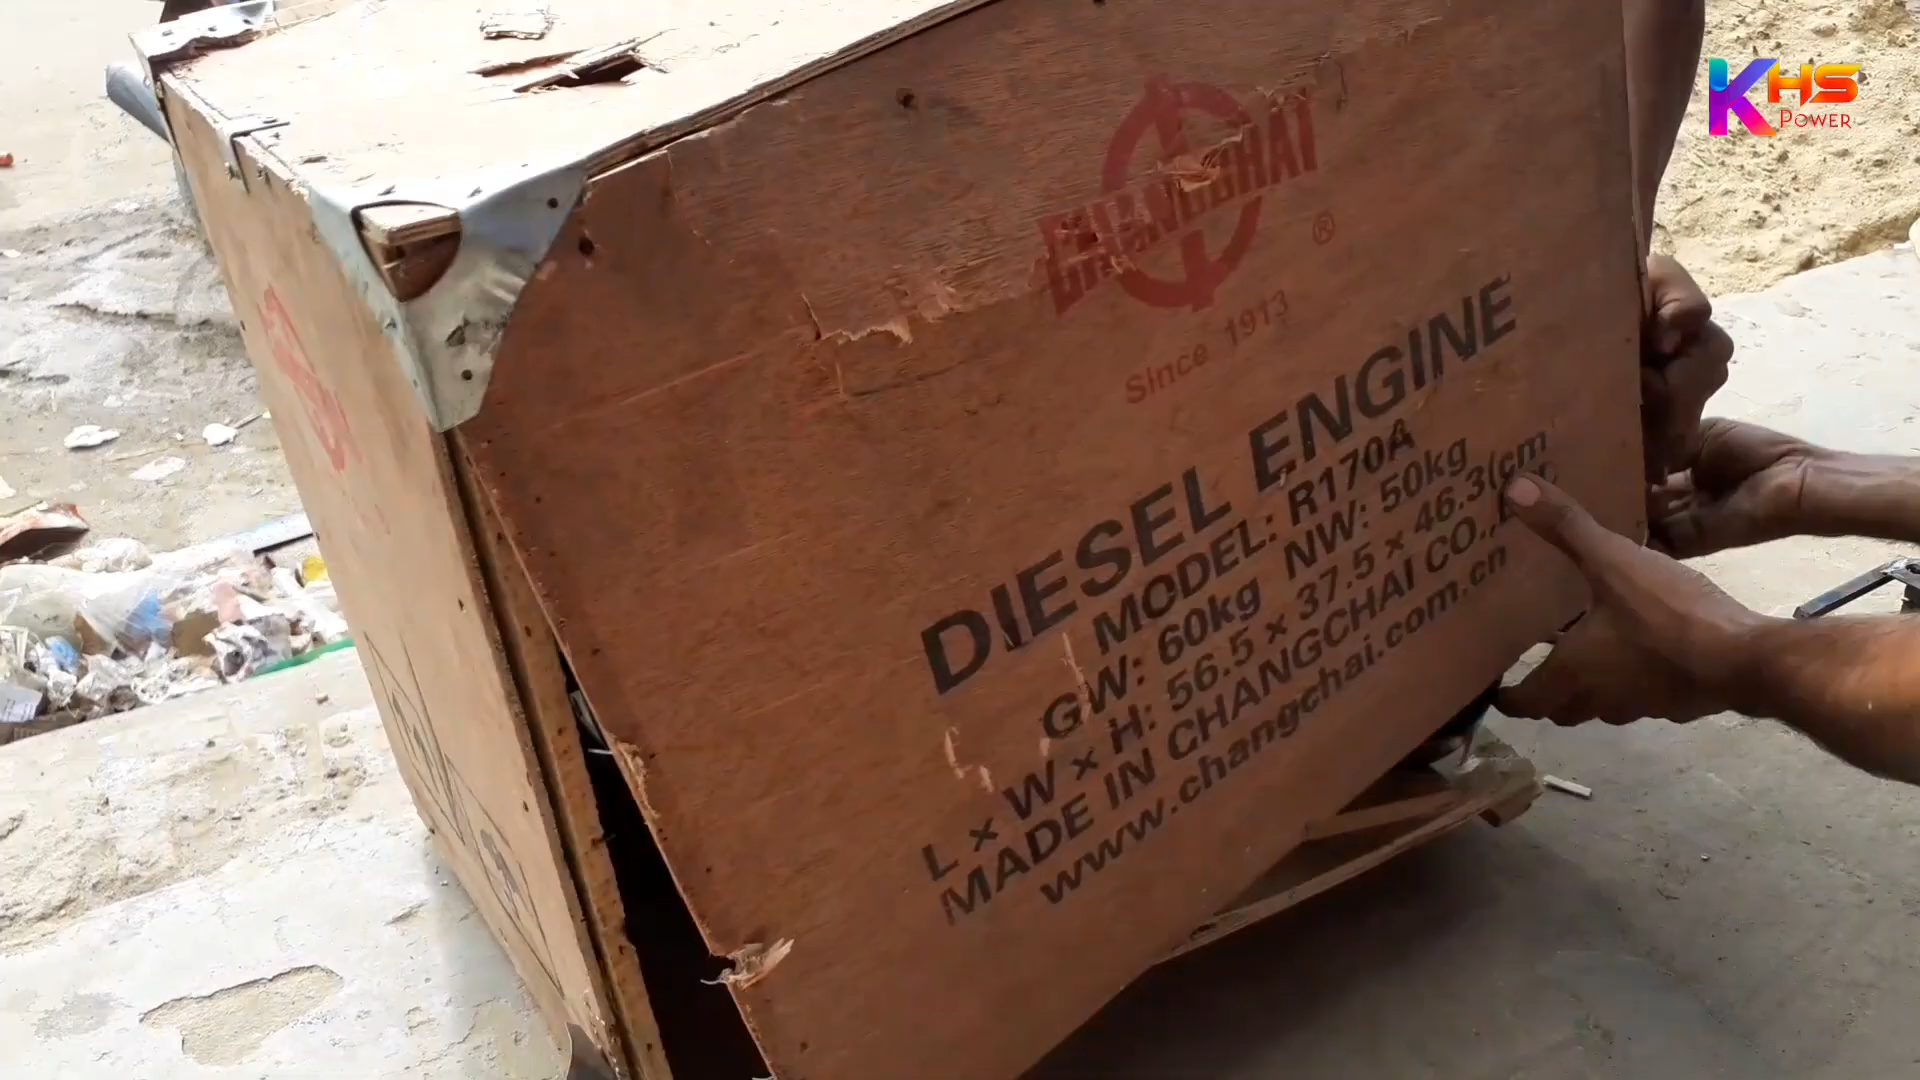 KHS
POWER
CHANGCHAI
®
Since 1913
DIESEL ENGINE
MODEL: R170A
GW: 60kg NW: 50kg
L × W × H: 56.5 × 37.5 × 46.3(cm
MADE IN CHANGCHAI CO.,
www.changchai.com.cn